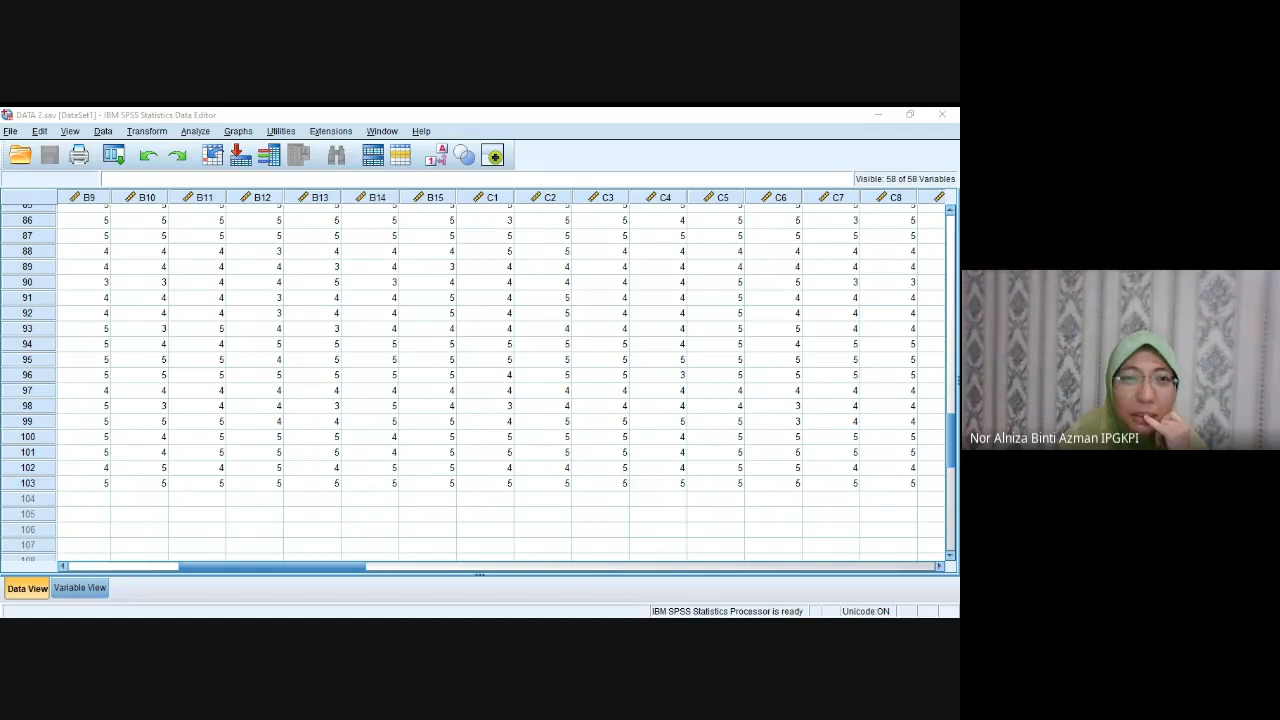 DATA 2.sav [DataSet1] - IBM SPSS Statistics Data Editor
File Edit View Data Transform Analyze Graphs Utilities Extensions Window Help
Visible: 58 of 58 Variables
B9 B10 B11 B12 B13 B14 B15 C1 C2 C3 C4 C5 C6 C7 C8
86 5 5 5 5 5 5 5 3 5 5 4 5 5 3 5
87 5 5 5 5 5 5 5 5 5 5 5 5 5 5 5
88 4 4 4 3 4 4 4 5 5 4 4 4 4 4 4
89 4 4 4 4 3 4 3 4 4 4 4 4 4 4 4
90 3 3 4 4 5 3 4 4 4 4 4 5 5 3 3
91 4 4 4 3 4 4 5 4 5 4 4 5 4 4 4
92 4 4 4 3 4 4 5 4 5 4 4 5 4 4 4
93 5 3 5 4 3 4 4 4 4 4 4 5 5 4 4
94 5 4 4 5 5 5 5 5 5 5 5 5 4 5 5
95 5 5 5 4 5 5 5 5 5 5 5 5 5 5 5
96 5 5 5 5 5 5 5 4 5 5 3 5 5 5 5
97 4 4 4 4 4 4 4 4 4 4 4 4 4 4 4
98 5 3 4 4 3 5 4 3 4 4 4 4 3 4 4
99 5 5 5 4 4 5 5 4 5 5 5 5 3 4 4
100 5 4 5 5 5 4 5 5 5 5 4 5 5 5 5
101 5 4 5 5 4 5 5 5 5 5 4 5 5 5 5
102 4 4 5 5 4 5 5 4 4 5 4 5 5 4 4
103 5 5 5 5 5 5 5 5 5 5 5 5 5 5 5
104
105
106
107
108
Data View Variable View
IBM SPSS Statistics Processor is ready Unicode:ON
Nor Alniza Binti Azman IPGKPI